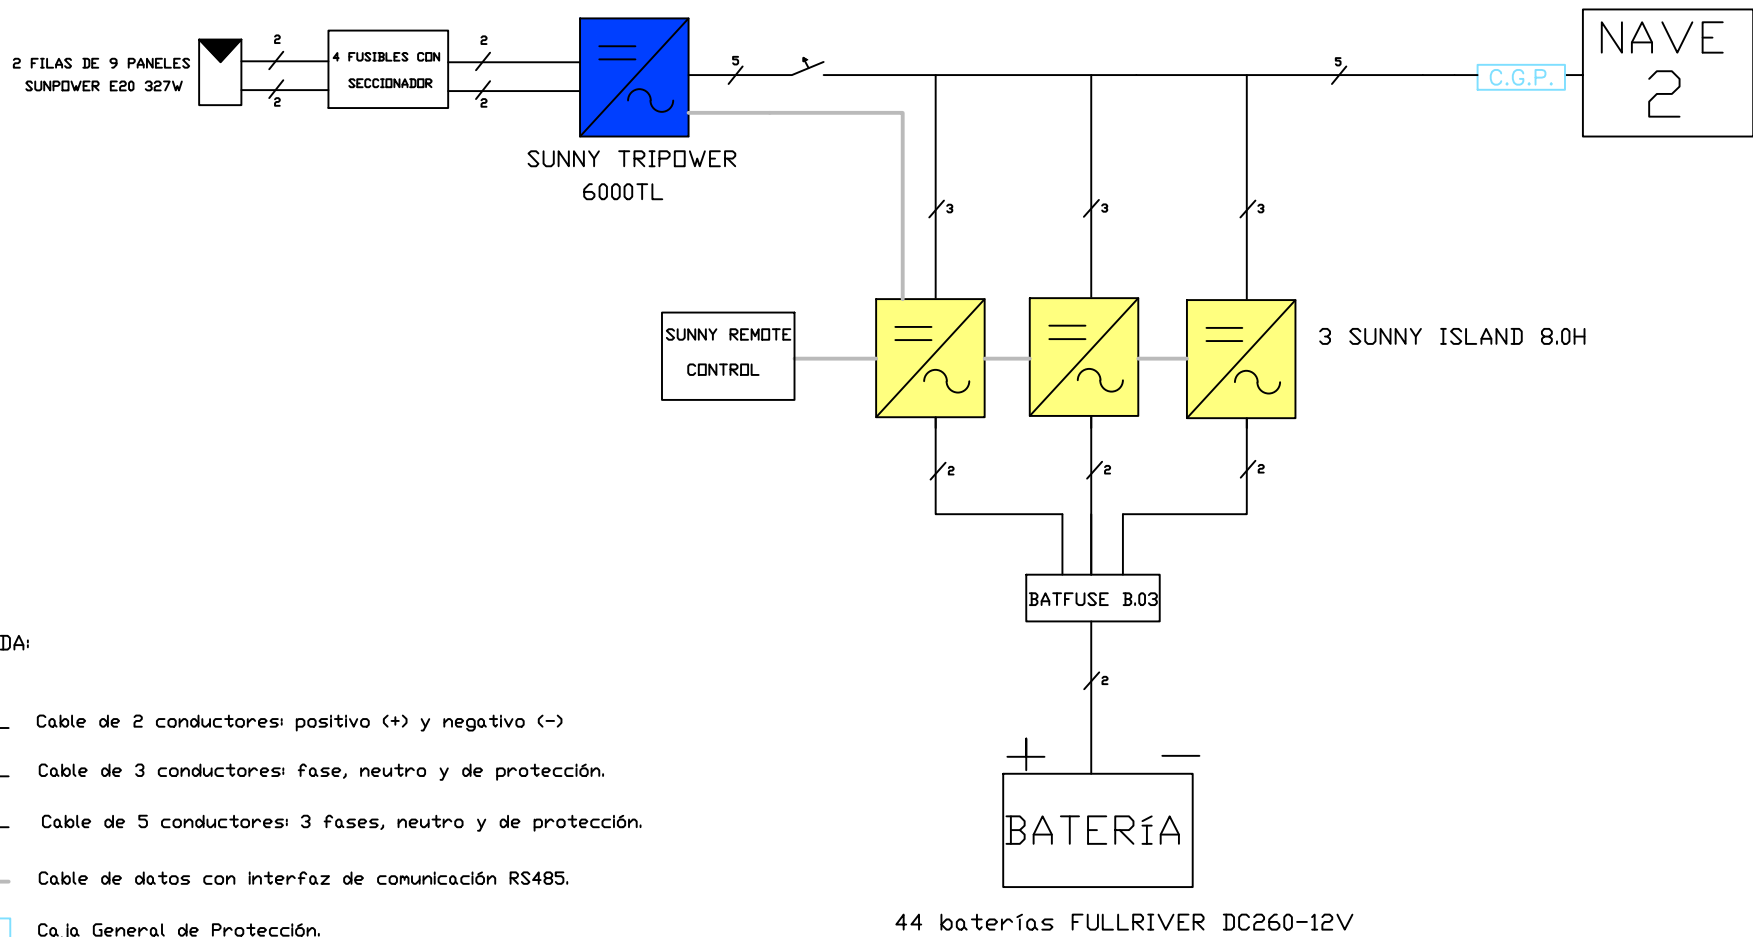 2 FILAS DE 9 PANELES
SUNPOWER E20 327W
2
2
4 FUSIBLES CON
SECCIONADOR
2
2
SUNNY TRIPOWER
6000TL
5
5
C.G.P.
NAVE
2
3
3
3
SUNNY REMOTE
CONTROL
3 SUNNY ISLAND 8.0H
2
2
2
BATFUSE B.03
2
+
—
BATERÍA
44 baterías FULLRIVER DC260-12V
DA:
Cable de 2 conductores: positivo (+) y negativo (-)
Cable de 3 conductores: fase, neutro y de protección.
Cable de 5 conductores: 3 fases, neutro y de protección.
Cable de datos con interfaz de comunicación RS485.
Caja General de Protección.